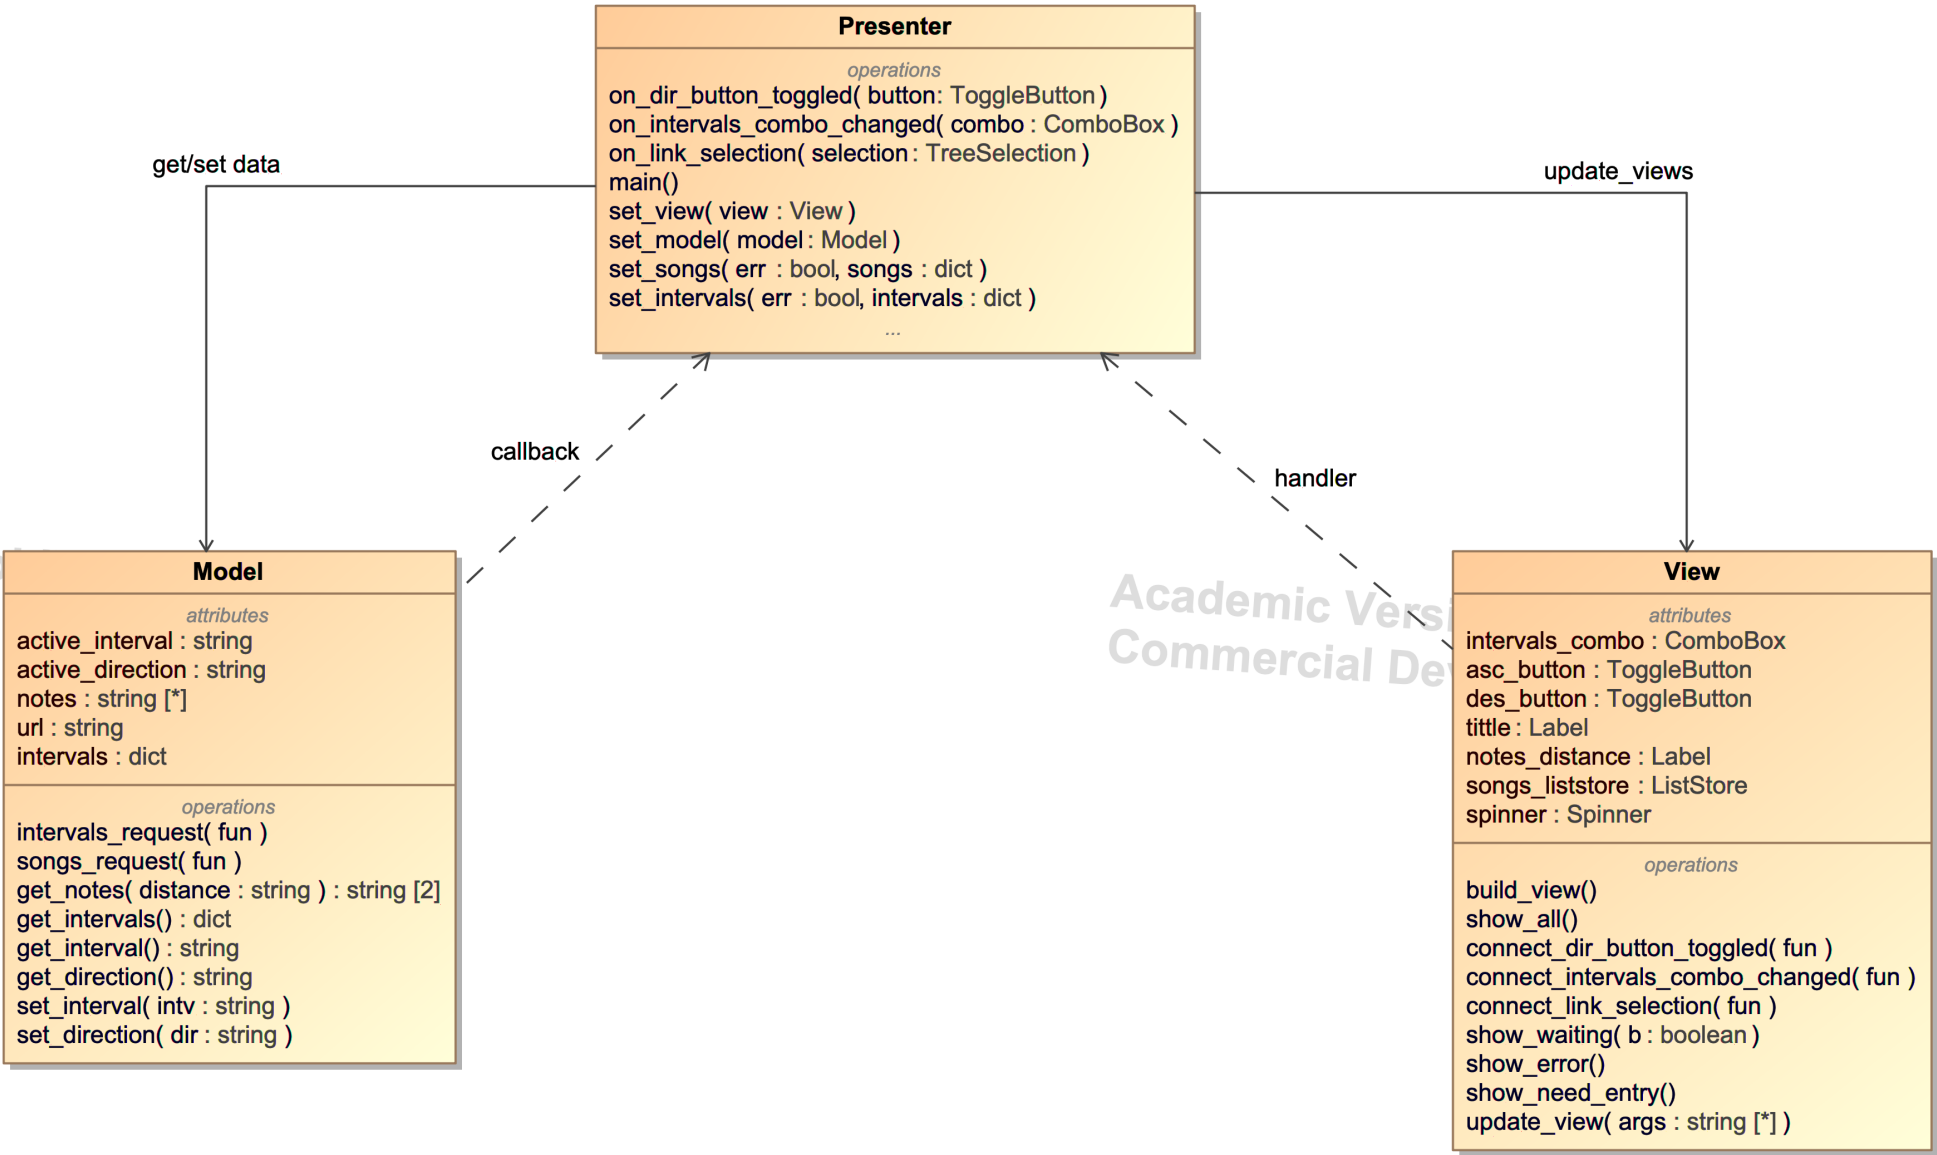 Presenter
operations
on_dir_button_toggled( button: ToggleButton )
on_intervals_combo_changed( combo : ComboBox )
on_link_selection( selection : TreeSelection )
main()
set_view( view : View )
set_model( model : Model )
set_songs( err : bool, songs : dict )
set_intervals( err : bool, intervals : dict )
...
get/set data
update_views
callback
handler
Model
attributes
active_interval : string
active_direction : string
notes : string [*]
url : string
intervals : dict
operations
intervals_request( fun )
songs_request( fun )
get_notes( distance : string ) : string [2]
get_intervals() : dict
get_interval() : string
get_direction() : string
set_interval( intv : string )
set_direction( dir : string )
Academic Versi
Commercial Dev
View
attributes
intervals_combo : ComboBox
asc_button : ToggleButton
des_button : ToggleButton
tittle : Label
notes_distance : Label
songs_liststore : ListStore
spinner : Spinner
operations
build_view()
show_all()
connect_dir_button_toggled( fun )
connect_intervals_combo_changed( fun )
connect_link_selection( fun )
show_waiting( b : boolean )
show_error()
show_need_entry()
update_view( args : string [*] )